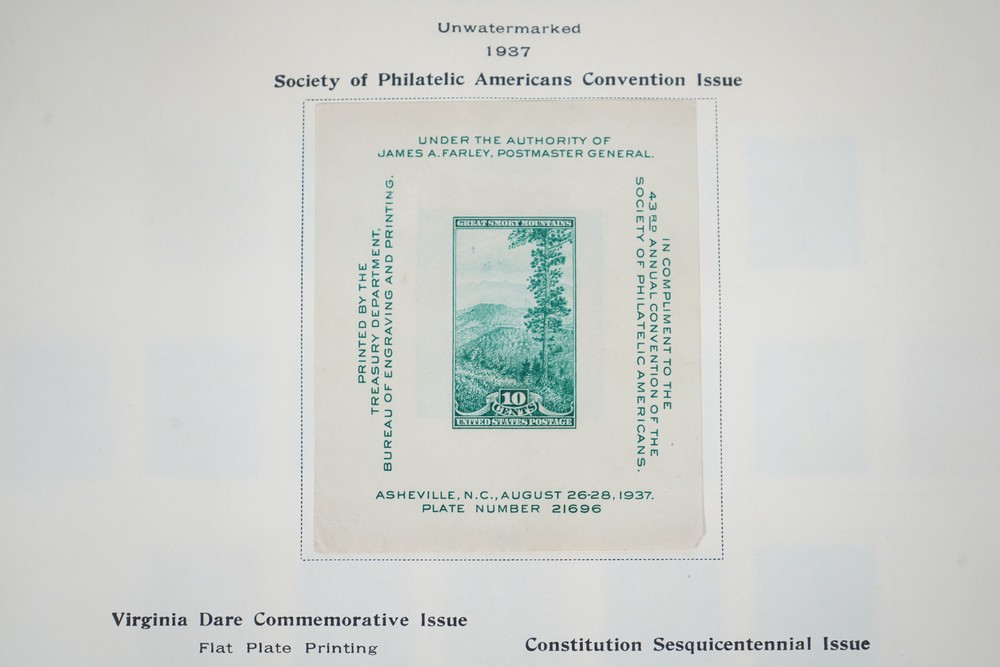 Unwatermarked
1937
Society of Philatelic Americans Convention Issue
UNDER THE AUTHORITY OF
JAMES A. FARLEY, POSTMASTER GENERAL.
PRINTED BY THE
TREASURY DEPARTMENT,
BUREAU OF ENGRAVING AND PRINTING.
GREAT SMOKY MOUNTAINS
10
CENTS
UNITED STATES POSTAGE
IN COMPLIMENT TO THE
43RD ANNUAL CONVENTION OF THE
SOCIETY OF PHILATELIC AMERICANS.
ASHEVILLE, N.C., AUGUST 26-28, 1937.
PLATE NUMBER 21696
Virginia Dare Commemorative Issue
Flat Plate Printing
Constitution Sesquicentennial Issue